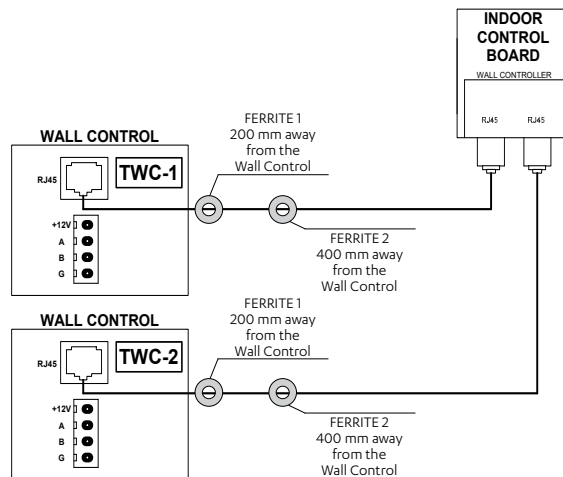 INDOOR
CONTROL
BOARD
WALL CONTROLLER
RJ45 RJ45
FERRITE 1
200 mm away
from the
Wall Control
WALL CONTROL
TWC-1
RJ45
+12V
A
B
G
FERRITE 2
400 mm away
from the
Wall Control
FERRITE 1
200 mm away
from the
Wall Control
WALL CONTROL
TWC-2
RJ45
+12V
A
B
G
FERRITE 2
400 mm away
from the
Wall Control